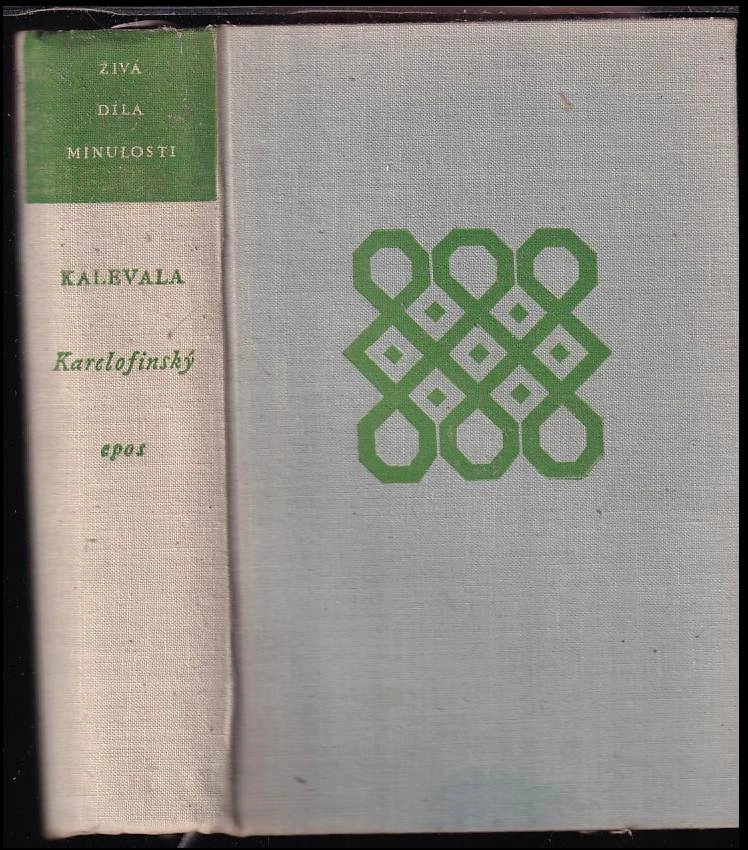 ŽIVÁ
DÍLA
MINULOSTI
KALEVALA
Karelofinský
epos